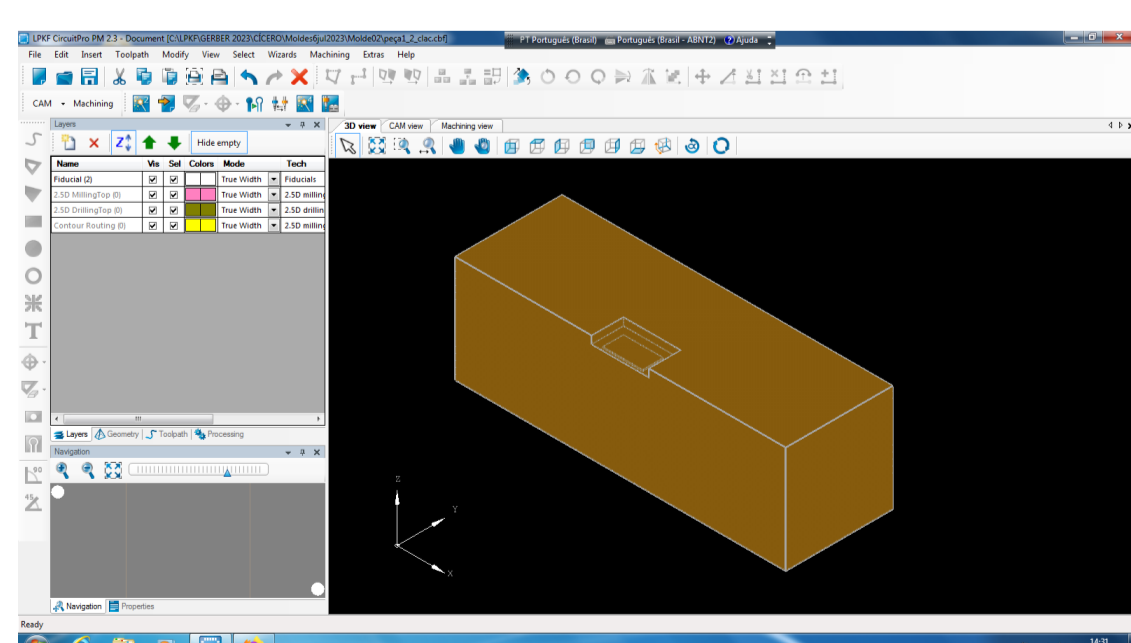 LPKF CircuitPro PM 2.3 - Document [C:\LPKF\GERBER 2023\CÍCERO\Moldes6jul2023\Molde02\peça1_2_clac.cbf]
PT Português (Brasil) Português (Brasil - ABNT2) Ajuda
File Edit Insert Toolpath Modify View Select Wizards Machining Extras Help
CAM Machining
Layers
3D view CAM view Machining view
Z
Hide empty
Name Vis Sel Colors Mode Tech
Fiducial (2) True Width Fiducials
2.5D MillingTop (0) True Width 2.5D milling
2.5D DrillingTop (0) True Width 2.5D drillin
Contour Routing (0) True Width 2.5D milling
T
Layers Geometry Toolpath Processing
Navigation
90
45
Z
Y
X
Navigation Properties
Ready
14:31